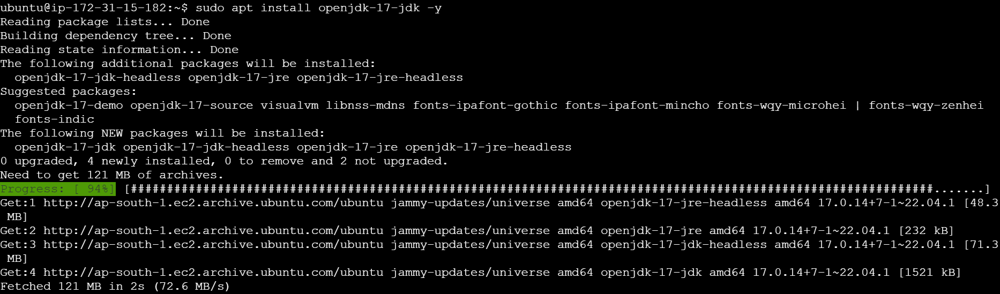 ubuntu@ip-172-31-15-182:~$ sudo apt install openjdk-17-jdk -y
Reading package lists... Done
Building dependency tree... Done
Reading state information... Done
The following additional packages will be installed:
  openjdk-17-jdk-headless openjdk-17-jre openjdk-17-jre-headless
Suggested packages:
  openjdk-17-demo openjdk-17-source visualvm libnss-mdns fonts-ipafont-gothic fonts-ipafont-mincho fonts-wqy-microhei | fonts-wqy-zenhei
  fonts-indic
The following NEW packages will be installed:
  openjdk-17-jdk openjdk-17-jdk-headless openjdk-17-jre openjdk-17-jre-headless
0 upgraded, 4 newly installed, 0 to remove and 2 not upgraded.
Need to get 121 MB of archives.
Progress: [ 94%] [###############################################################################################################.......]
Get:1 http://ap-south-1.ec2.archive.ubuntu.com/ubuntu jammy-updates/universe amd64 openjdk-17-jre-headless amd64 17.0.14+7-1~22.04.1 [48.3
 MB]
Get:2 http://ap-south-1.ec2.archive.ubuntu.com/ubuntu jammy-updates/universe amd64 openjdk-17-jre amd64 17.0.14+7-1~22.04.1 [232 kB]
Get:3 http://ap-south-1.ec2.archive.ubuntu.com/ubuntu jammy-updates/universe amd64 openjdk-17-jdk-headless amd64 17.0.14+7-1~22.04.1 [71.3
 MB]
Get:4 http://ap-south-1.ec2.archive.ubuntu.com/ubuntu jammy-updates/universe amd64 openjdk-17-jdk amd64 17.0.14+7-1~22.04.1 [1521 kB]
Fetched 121 MB in 2s (72.6 MB/s)